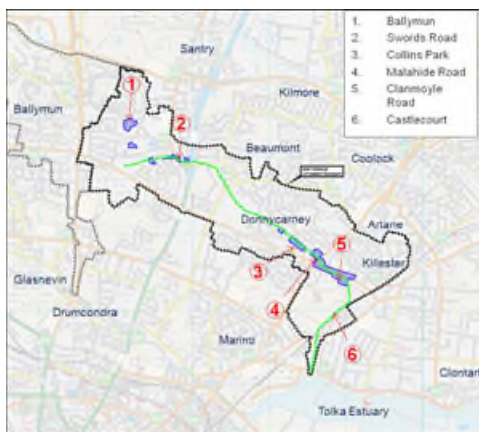 1. Ballymun
2. Swords Road
3. Collins Park
4. Malahide Road
5. Clanmoyle
Road
6. Castlecourt
Santry
Kilmore
Ballymun
1
2
Beaumont
Coolock
Donnycarney
Artane
5
Killester
3
Glasnevin
4
Drumcondra
Marino
6
Clontar
Tolka Estuary